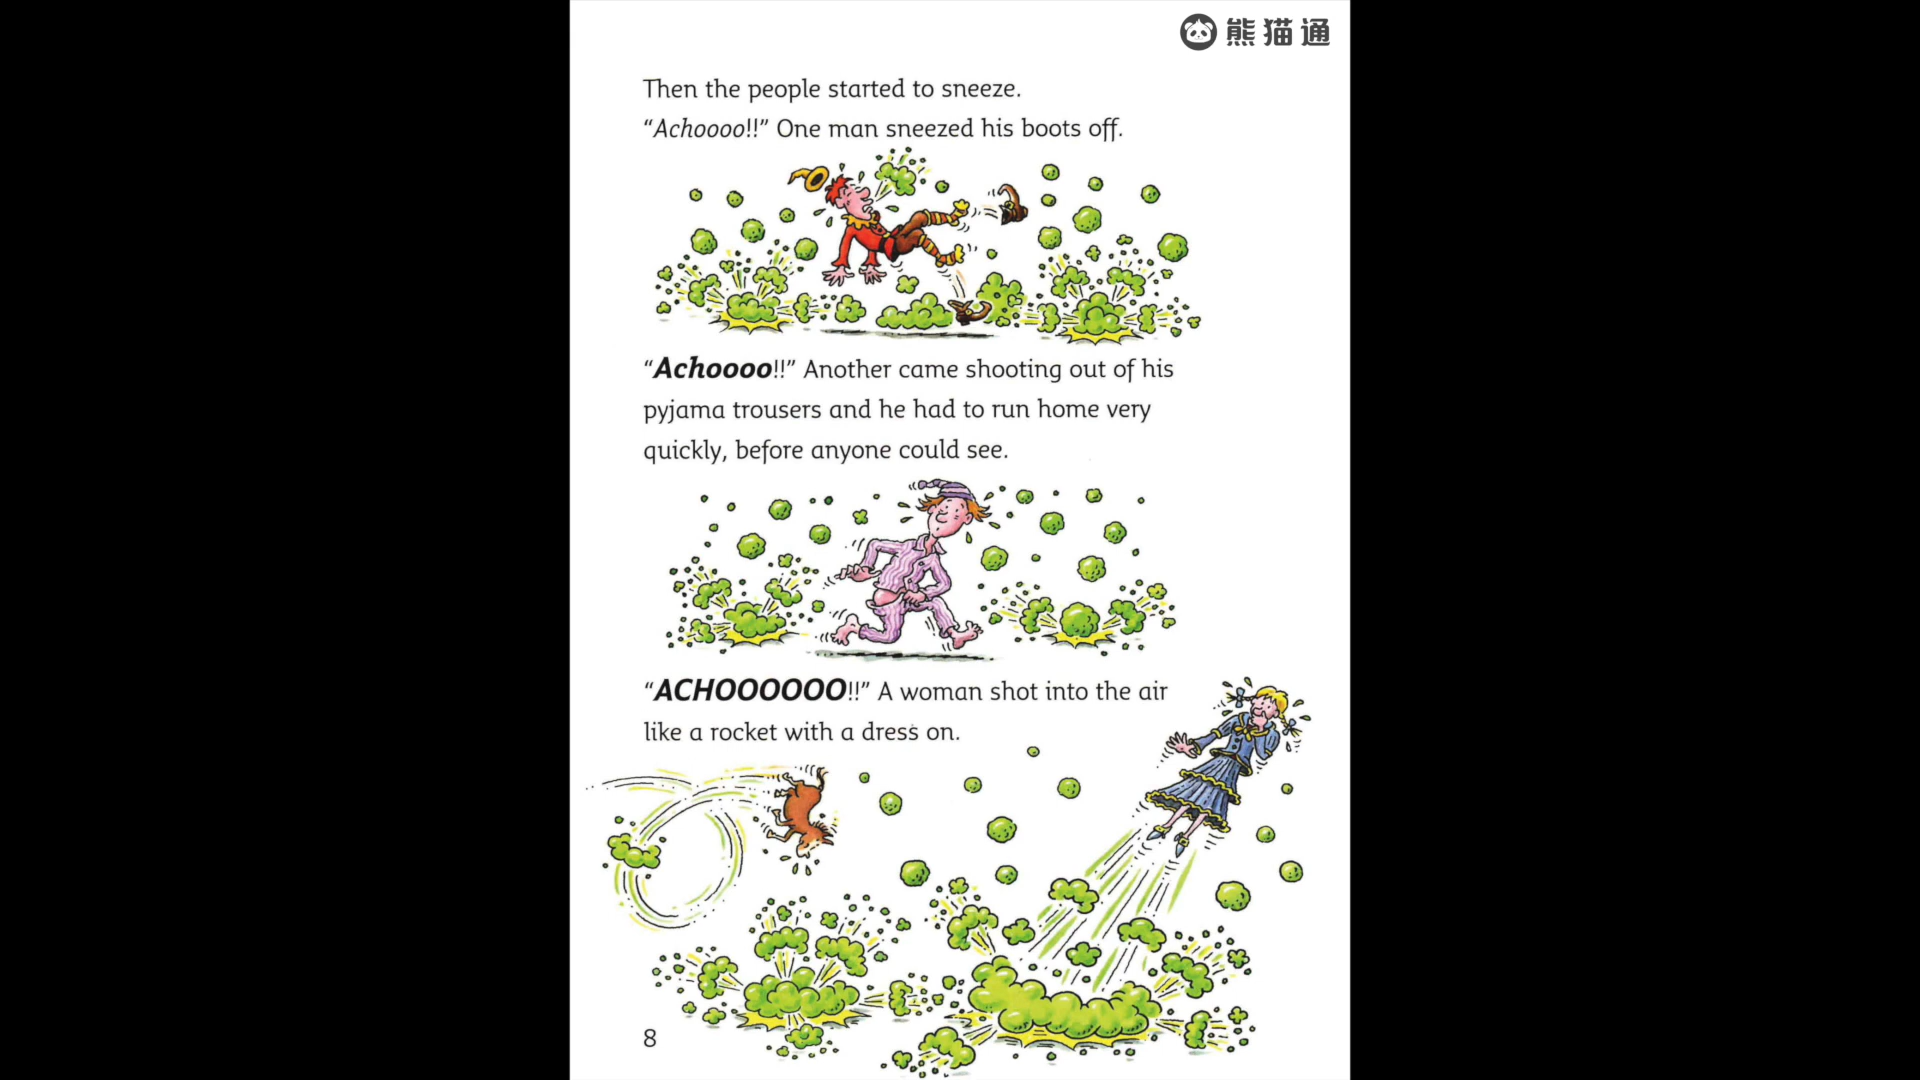 熊猫通
Then the people started to sneeze.
“Achoooo!!” One man sneezed his boots off.
“Achoooo!!” Another came shooting out of his
pyjama trousers and he had to run home very
quickly, before anyone could see.
“ACHOOOOOO!!” A woman shot into the air
like a rocket with a dress on.
8